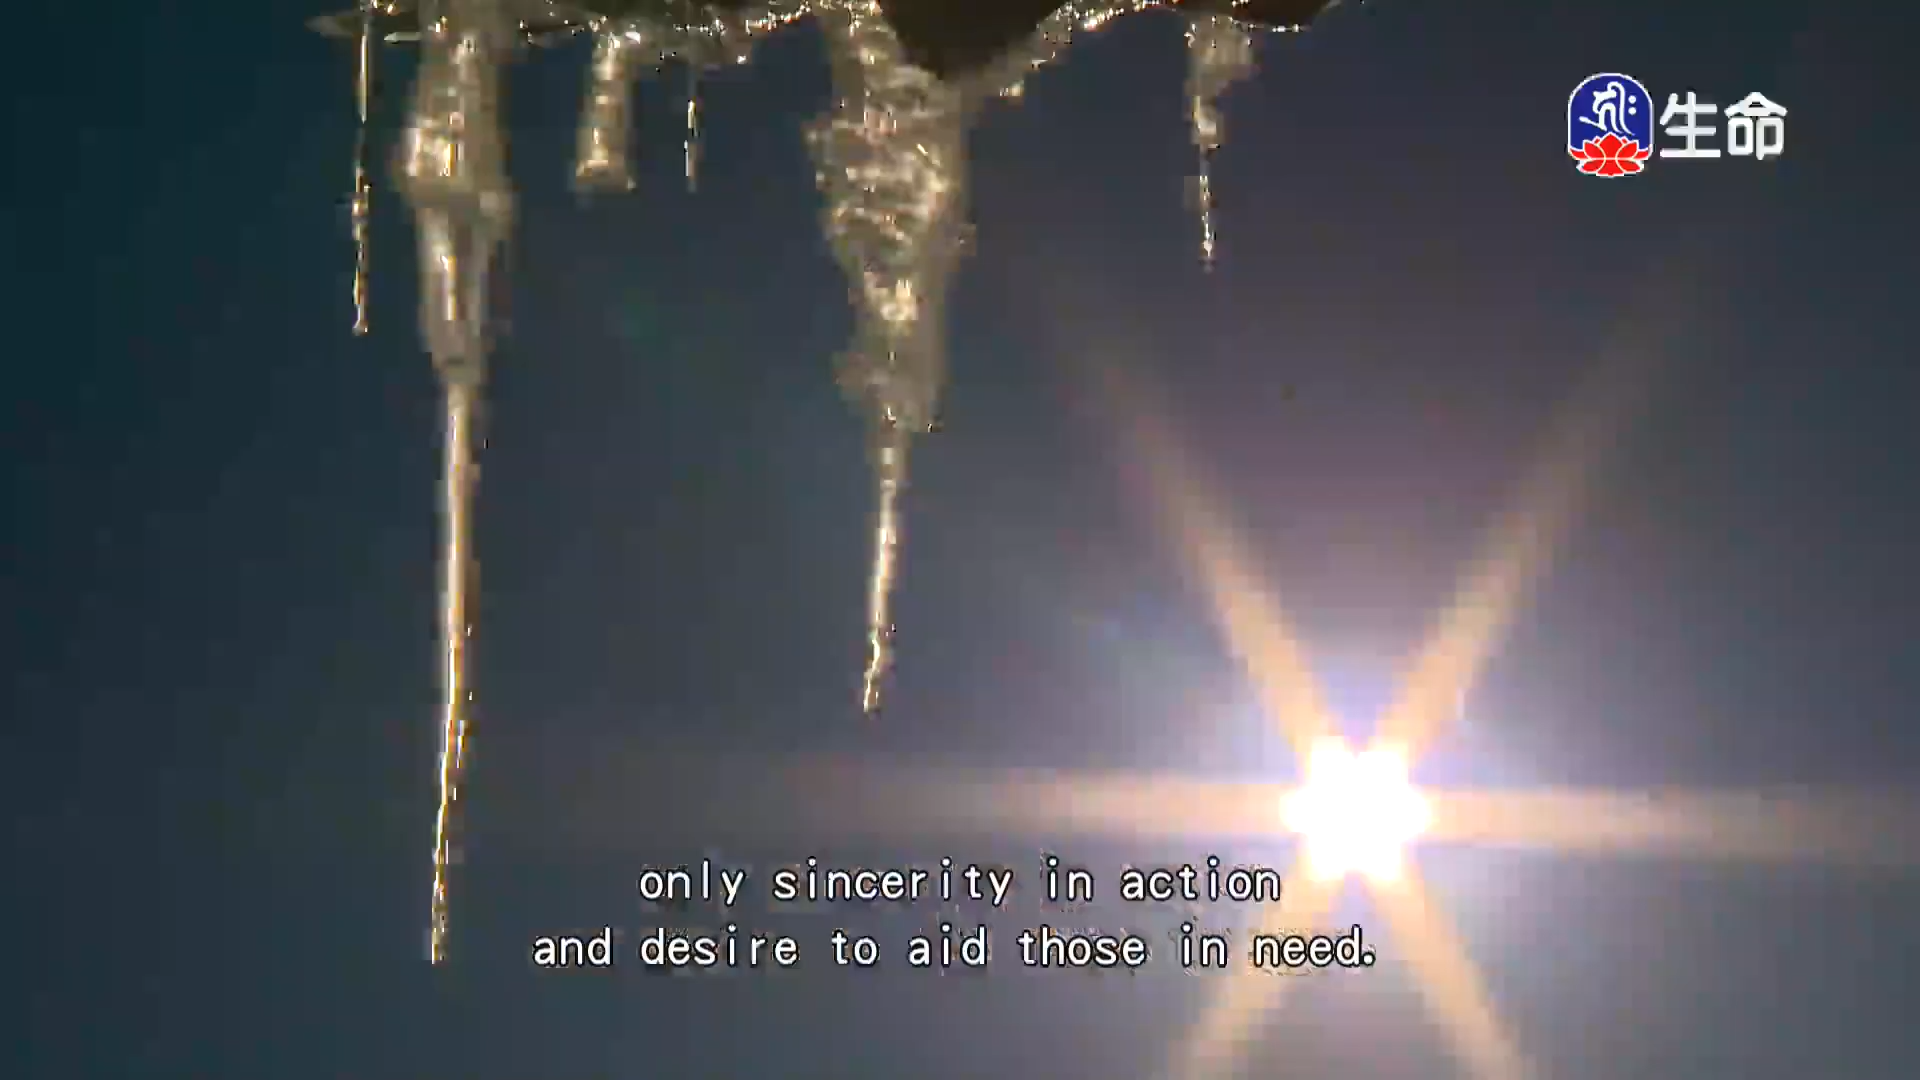 生命
only sincerity in action
and desire to aid those in need.